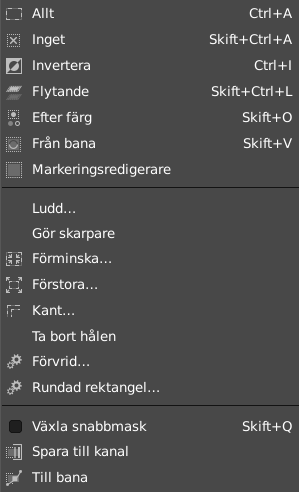 Allt Ctrl+A
Inget Skift+Ctrl+A
Invertera Ctrl+I
Flytande Skift+Ctrl+L
Efter färg Skift+O
Från bana Skift+V
Markeringsredigerare
Ludd…
Gör skarpare
Förminska…
Förstora…
Kant…
Ta bort hålen
Förvrid…
Rundad rektangel…
Växla snabbmask Skift+Q
Spara till kanal
Till bana